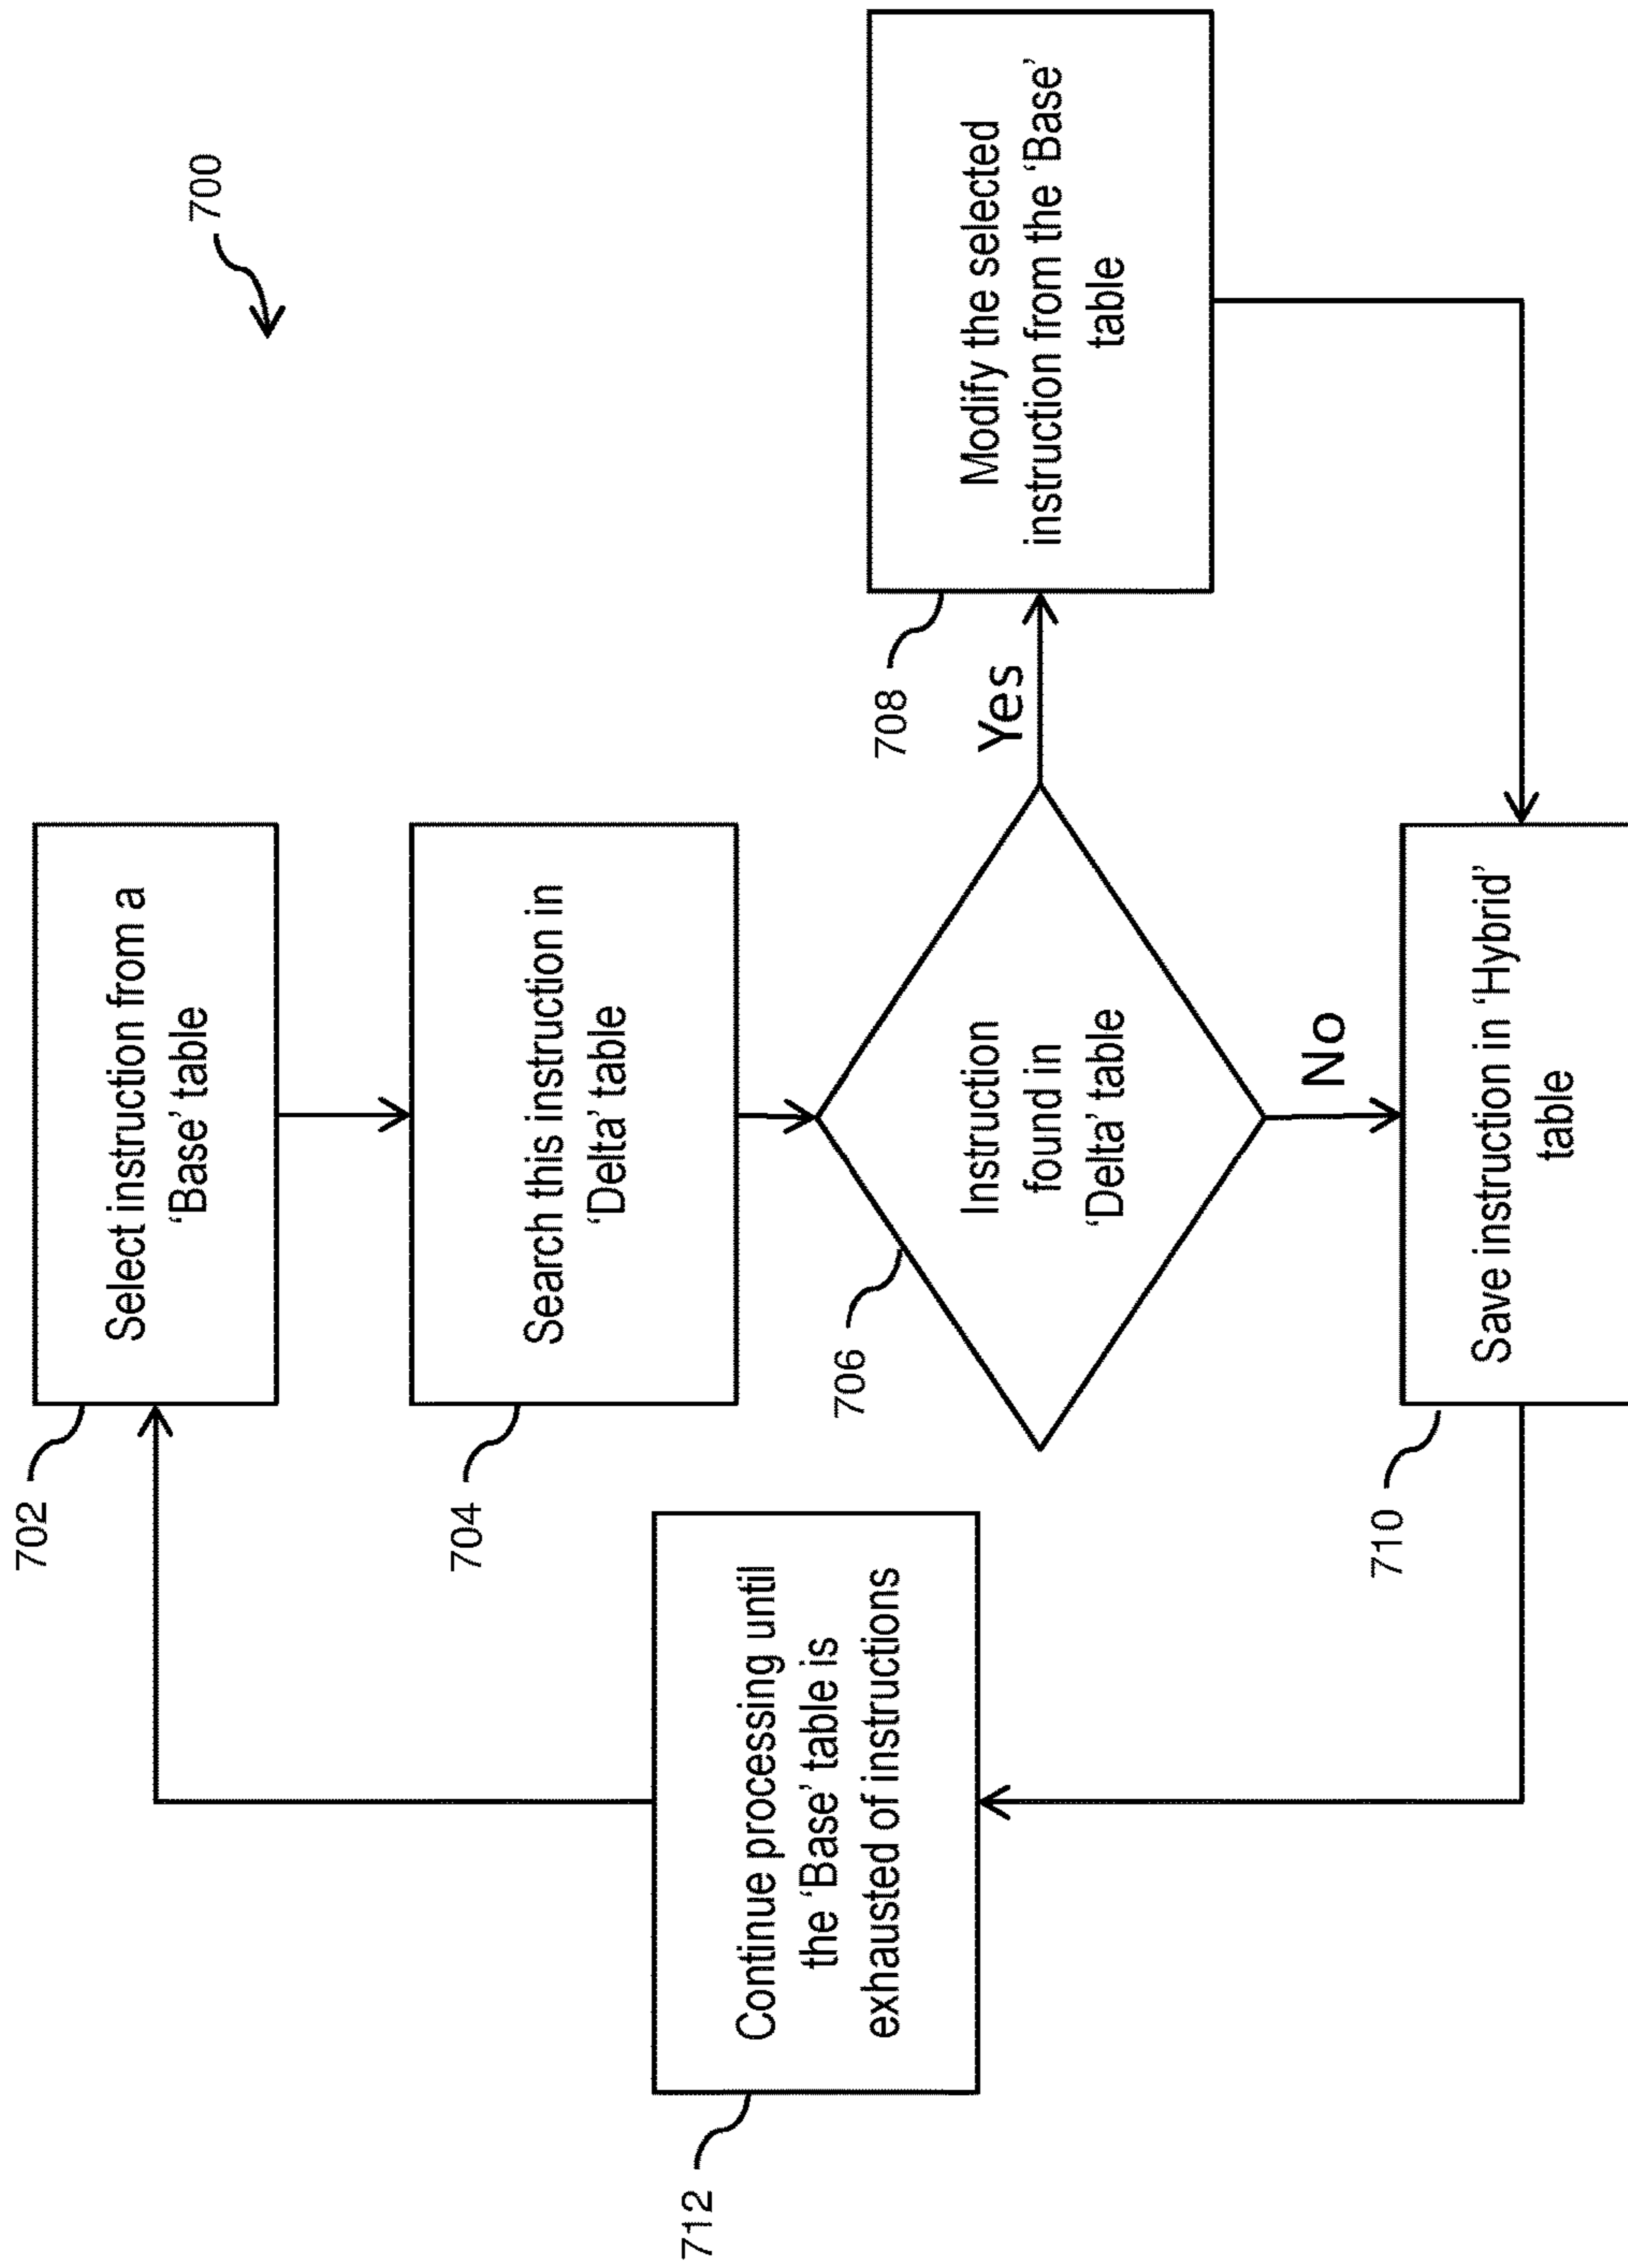 700
702
Select instruction from a
‘Base’ table
704
Search this instruction in
‘Delta’ table
706
Instruction
found in
‘Delta’ table
Yes
708
Modify the selected
instruction from the ‘Base’
table
No
710
Save instruction in ‘Hybrid’
table
712
Continue processing until
the ‘Base’ table is
exhausted of instructions